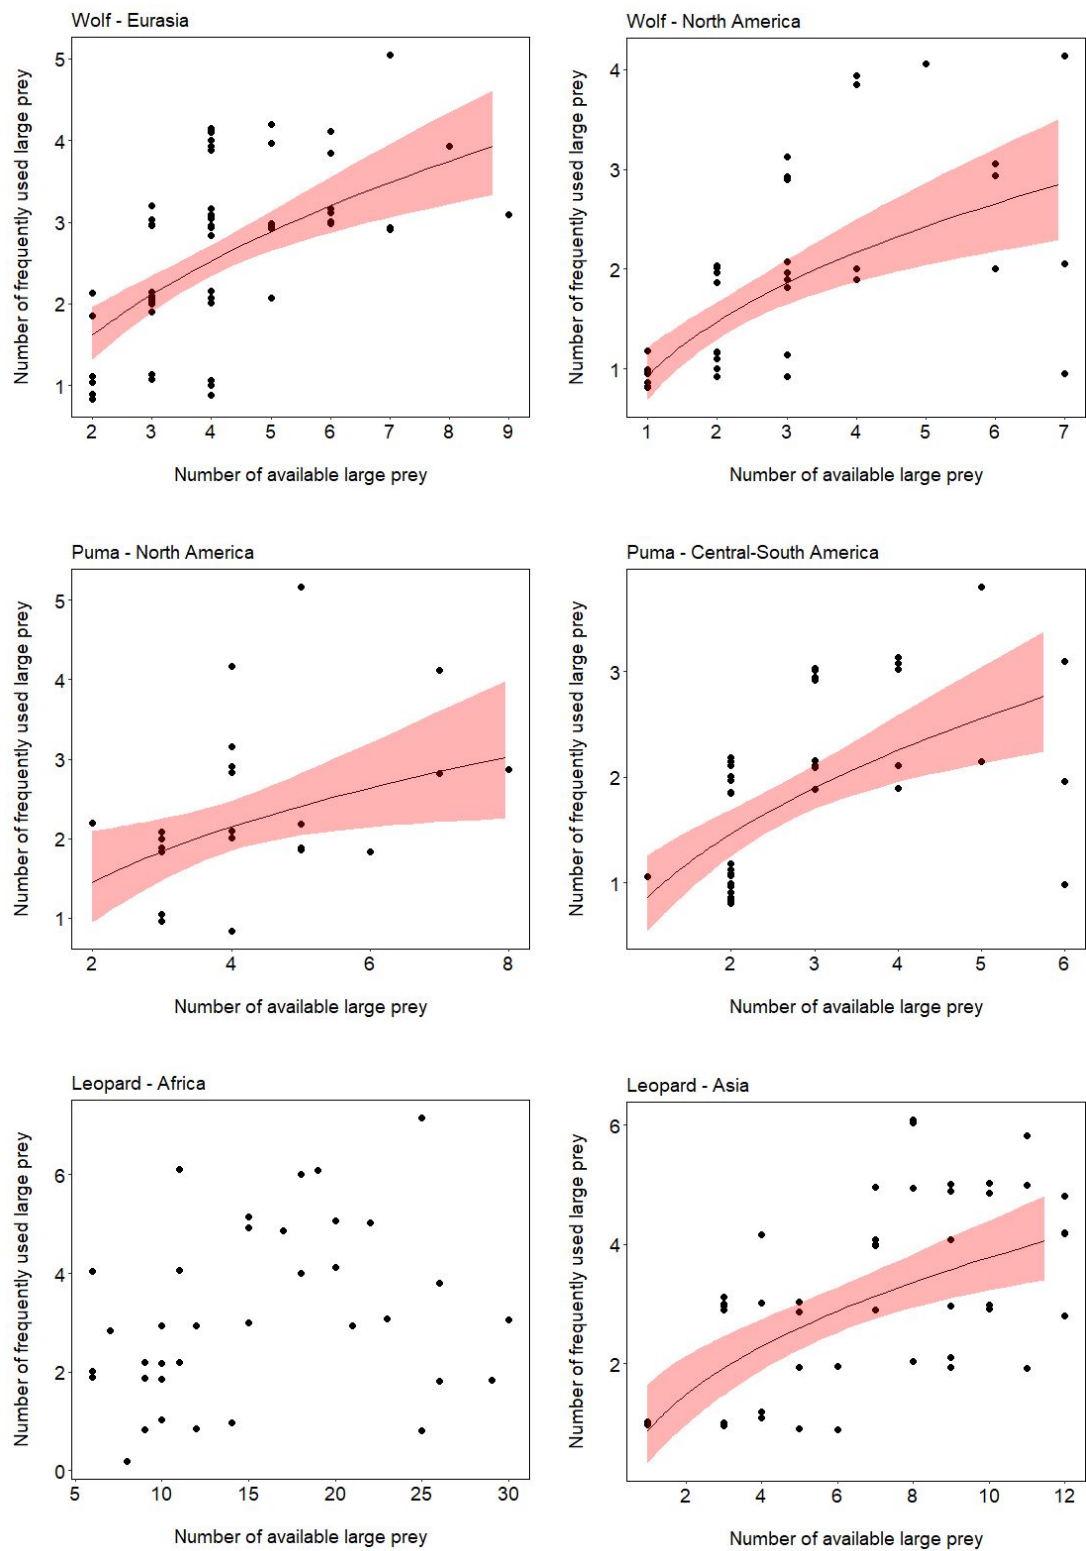 Wolf - Eurasia
Number of frequently used large prey
5
4
3
2
1
2 3 4 5 6 7 8 9
Number of available large prey
Wolf - North America
Number of frequently used large prey
4
3
2
1
1 2 3 4 5 6 7
Number of available large prey
Puma - North America
Number of frequently used large prey
5
4
3
2
1
2 4 6 8
Number of available large prey
Puma - Central-South America
Number of frequently used large prey
3
2
1
2 3 4 5 6
Number of available large prey
Leopard - Africa
Number of frequently used large prey
6
4
2
0
5 10 15 20 25 30
Number of available large prey
Leopard - Asia
Number of frequently used large prey
6
4
2
2 4 6 8 10 12
Number of available large prey